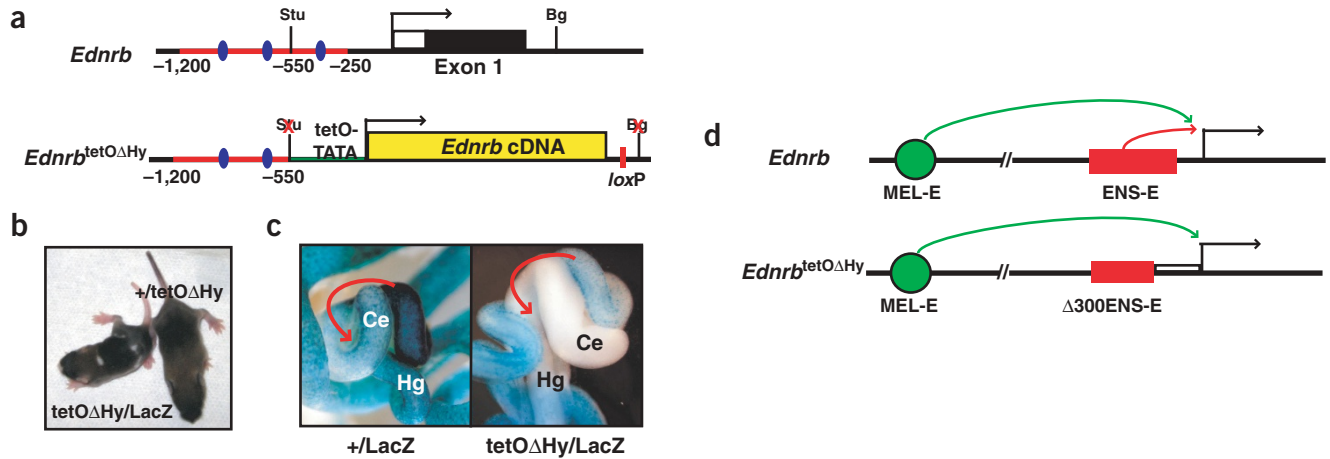 a
Stu
Bg
Ednrb
–1,200
–550
–250
Exon 1
Stu
tetO-
TATA
Bg
Ednrb cDNA
EdnrbtetOΔHy
–1,200
–550
loxP
b
+/tetOΔHy
tetOΔHy/LacZ
c
Ce
Hg
+/LacZ
Ce
Hg
tetOΔHy/LacZ
d
Ednrb
//
MEL-E
ENS-E
EdnrbtetOΔHy
//
MEL-E
Δ300ENS-E